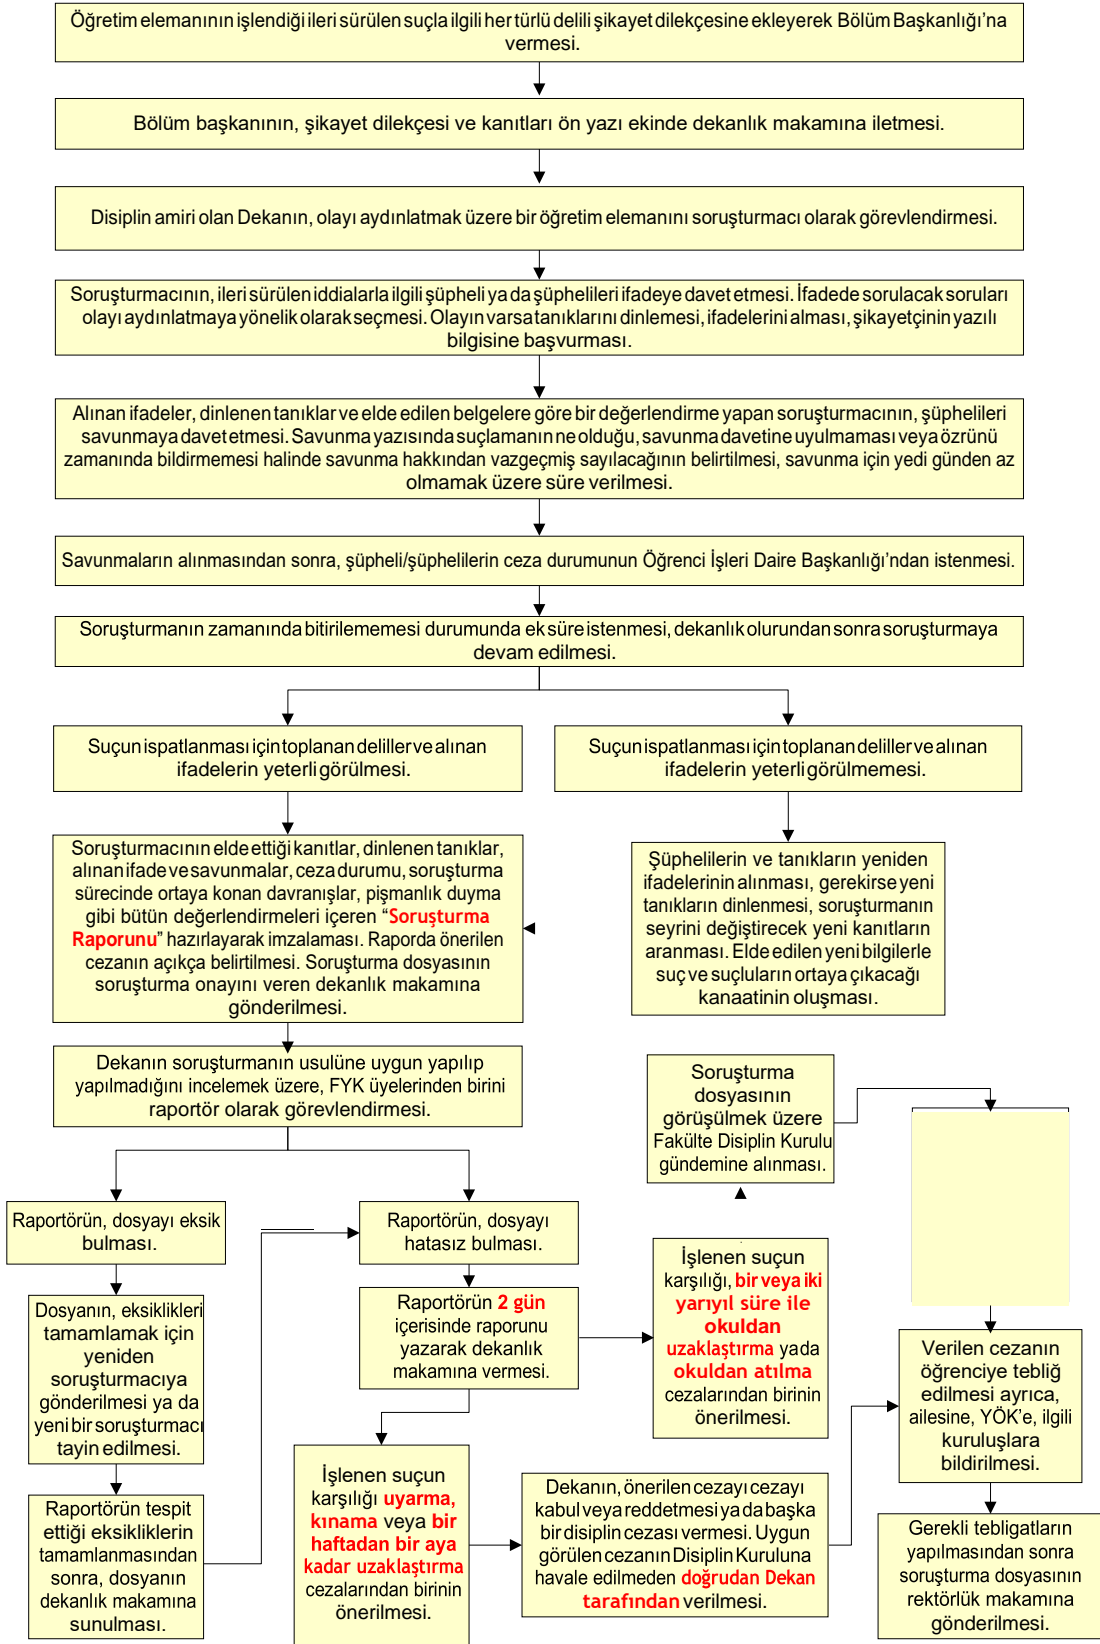 Öğretim elemanının işlendiği ileri sürülen suçla ilgili her türlü delili şikayet dilekçesine ekleyerek Bölüm Başkanlığı’na
vermesi.
Bölüm başkanının, şikayet dilekçesi ve kanıtları ön yazı ekinde dekanlık makamına iletmesi.
Disiplin amiri olan Dekanın, olayı aydınlatmak üzere bir öğretim elemanını soruşturmacı olarak görevlendirmesi.
Soruşturmacının, ileri sürülen iddialarla ilgili şüpheli ya da şüphelileri ifadeye davet etmesi. İfadede sorulacak soruları
olayı aydınlatmaya yönelik olarak seçmesi. Olayın varsa tanıklarını dinlemesi, ifadelerini alması, şikayetçinin yazılı
bilgisine başvurması.
Alınan ifadeler, dinlenen tanıklar ve elde edilen belgelere göre bir değerlendirme yapan soruşturmacının, şüphelileri
savunmaya davet etmesi. Savunma yazısında suçlamanın ne olduğu, savunma davetine uyulmaması veya özrünü
zamanında bildirmemesi halinde savunma hakkından vazgeçmiş sayılacağının belirtilmesi, savunma için yedi günden az
olmamak üzere süre verilmesi.
Savunmaların alınmasından sonra, şüpheli/şüphelilerin ceza durumunun Öğrenci İşleri Daire Başkanlığı’ndan istenmesi.
Soruşturmanın zamanında bitirilememesi durumunda ek süre istenmesi, dekanlık olurundan sonra soruşturmaya
devam edilmesi.
Suçun ispatlanması için toplanan deliller ve alınan
ifadelerin yeterli görülmesi.
Suçun ispatlanması için toplanan deliller ve alınan
ifadelerin yeterli görülmemesi.
Soruşturmacının elde ettiği kanıtlar, dinlenen tanıklar,
alınan ifade ve savunmalar, ceza durumu, soruşturma
sürecinde ortaya konan davranışlar, pişmanlık duyma
gibi bütün değerlendirmeleri içeren “Soruşturma
Raporunu” hazırlayarak imzalaması. Raporda önerilen
cezanın açıkça belirtilmesi. Soruşturma dosyasının
soruşturma onayını veren dekanlık makamına
gönderilmesi.
Şüphelilerin ve tanıkların yeniden
ifadelerinin alınması, gerekirse yeni
tanıkların dinlenmesi, soruşturmanın
seyrini değiştirecek yeni kanıtların
aranması. Elde edilen yeni bilgilerle
suç ve suçluların ortaya çıkacağı
kanaatinin oluşması.
Dekanın soruşturmanın usulüne uygun yapılıp
yapılmadığını incelemek üzere, FYK üyelerinden birini
raportör olarak görevlendirmesi.
Soruşturma
dosyasının
görüşülmek üzere
Fakülte Disiplin Kurulu
gündemine alınması.
Raportörün, dosyayı eksik
bulması.
Raportörün, dosyayı
hatasız bulması.
İşlenen suçun
karşılığı, bir veya iki
yarıyıl süre ile
okuldan
uzaklaştırma yada
okuldan atılma
cezalarından birinin
önerilmesi.
Dosyanın, eksiklikleri
tamamlamak için
yeniden
soruşturmacıya
gönderilmesi ya da
yeni bir soruşturmacı
tayin edilmesi.
Raportörün 2 gün
içerisinde raporunu
yazarak dekanlık
makamına vermesi.
Verilen cezanın
öğrenciye tebliğ
edilmesi ayrıca,
ailesine, YÖK’e, ilgili
kuruluşlara
bildirilmesi.
İşlenen suçun
karşılığı uyarma,
kınama veya bir
haftadan bir aya
kadar uzaklaştırma
cezalarından birinin
önerilmesi.
Dekanın, önerilen cezayı cezayı
kabul veya reddetmesi ya da başka
bir disiplin cezası vermesi. Uygun
görülen cezanın Disiplin Kuruluna
havale edilmeden doğrudan Dekan
tarafından verilmesi.
Raportörün tespit
ettiği eksikliklerin
tamamlanmasından
sonra, dosyanın
dekanlık makamına
sunulması.
Gerekli tebligatların
yapılmasından sonra
soruşturma dosyasının
rektörlük makamına
gönderilmesi.